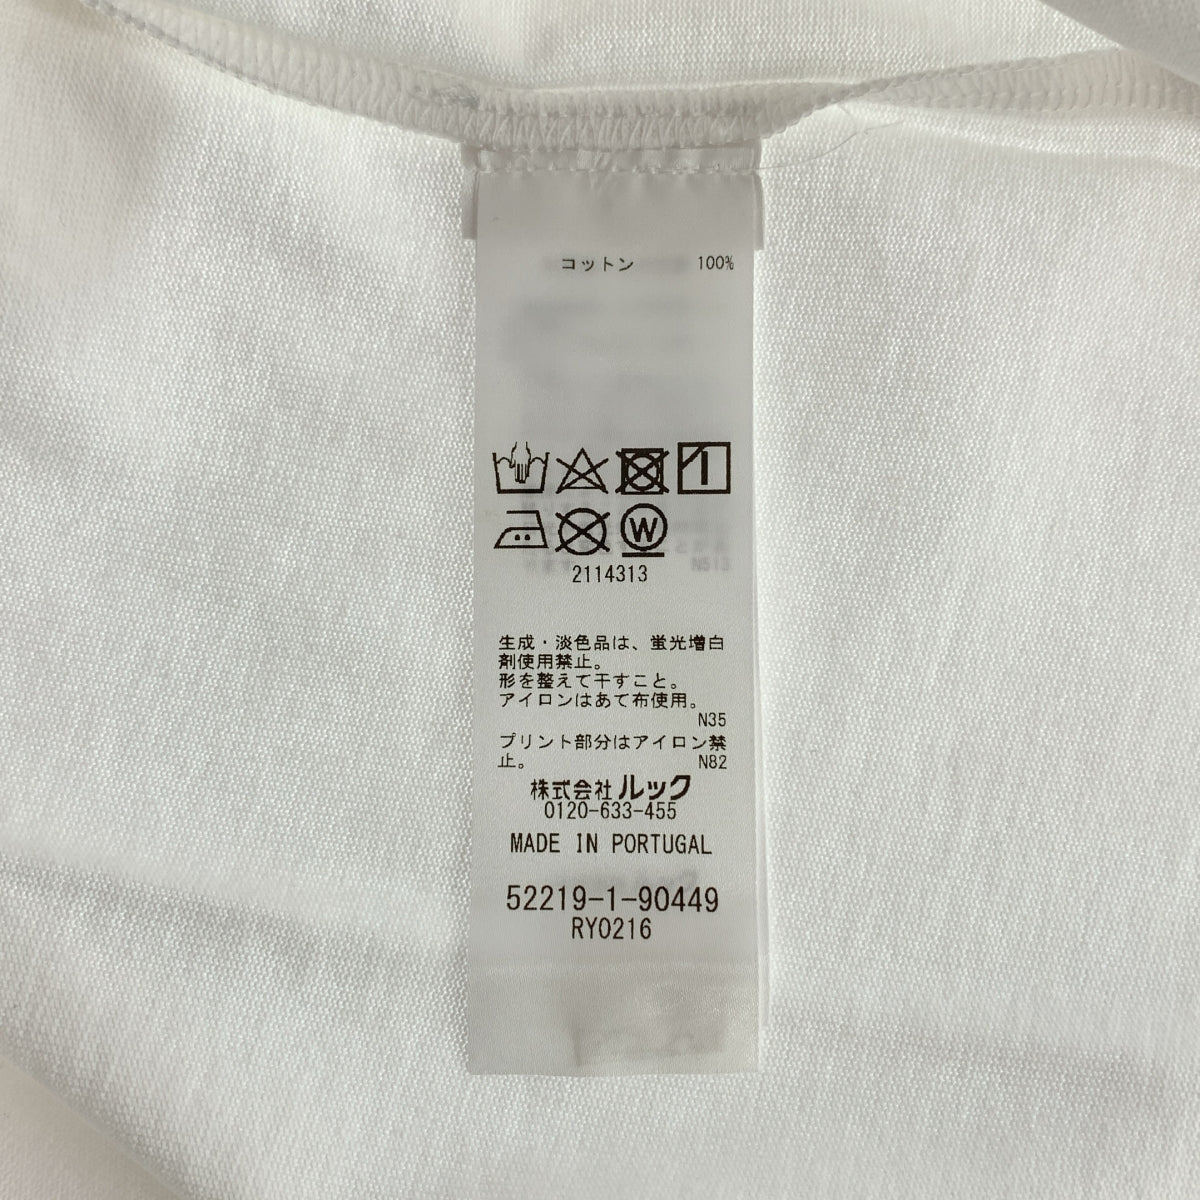 コットン 100%
W
2114313
生成・淡色品は、蛍光増白
剤使用禁止。
形を整えて干すこと。
アイロンはあて布使用。
N35
プリント部分はアイロン禁
止。 N82
株式会社ルック
0120-633-455
MADE IN PORTUGAL
52219-1-90449
RY0216